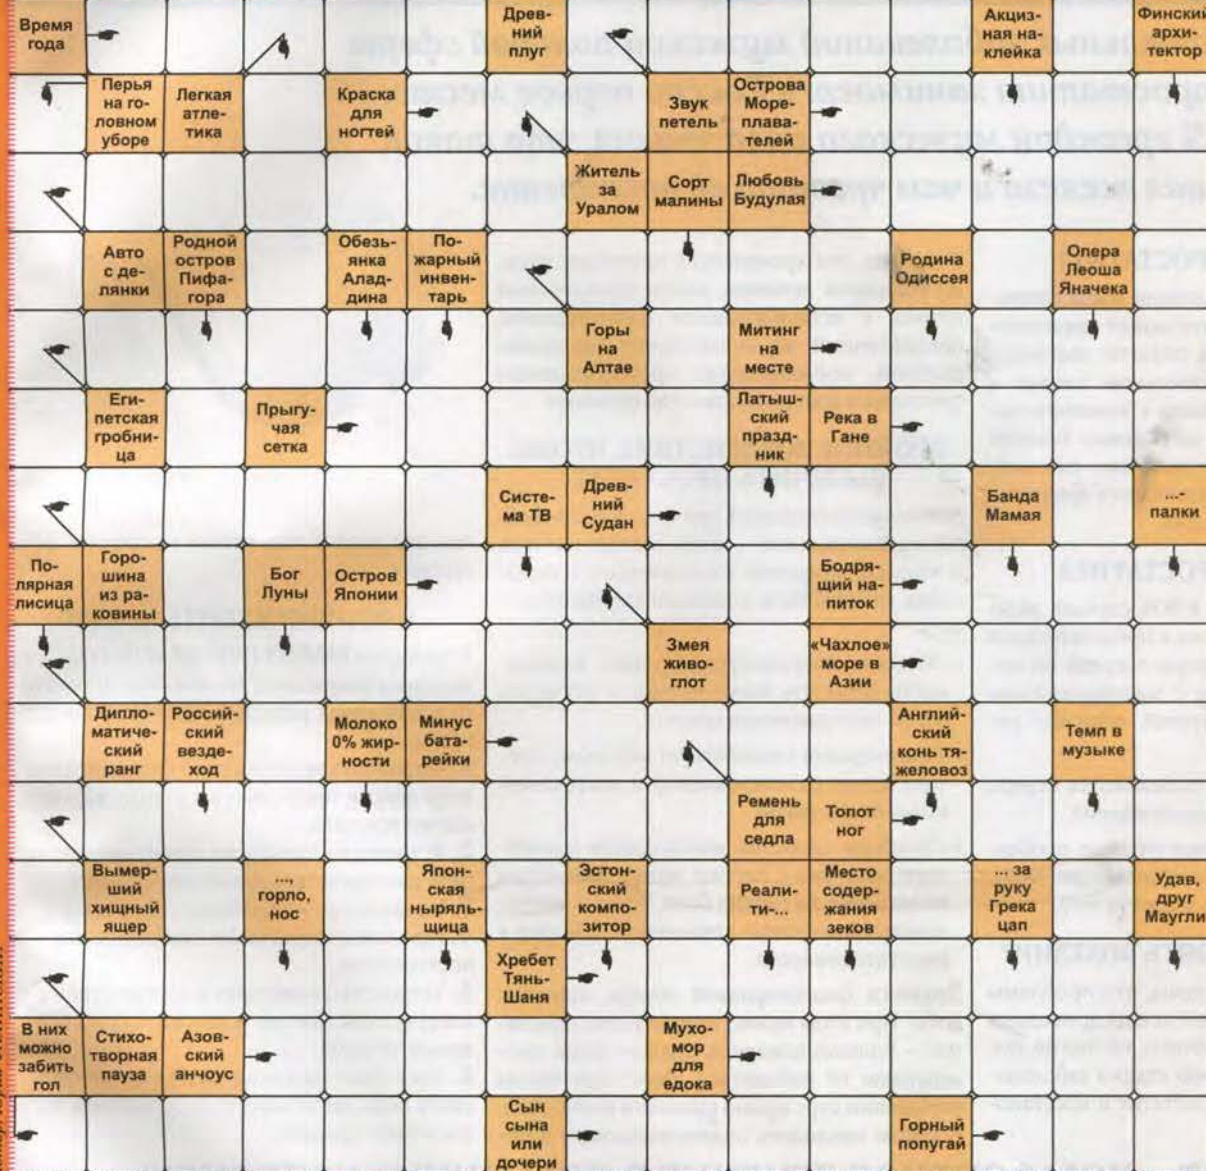 Время
года
Древ-
ний
плуг
Акциз-
ная на-
клейка
Финский
архи-
тектор
Перья
на го-
ловном
уборе
Легкая
атле-
тика
Краска
для
ногтей
Звук
петель
Острова
Море-
плава-
телей
Житель
за
Уралом
Сорт
малины
Любовь
Будулая
Авто
с де-
лянки
Родной
остров
Пифа-
гора
Обезь-
янка
Алад-
дина
По-
жарный
инвен-
тарь
Родина
Одиссея
Опера
Леоша
Яначека
Горы
на
Алтае
Митинг
на
месте
Еги-
петская
гробни-
ца
Прыгу-
чая
сетка
Латыш-
ский
празд-
ник
Река в
Гане
Систе-
ма ТВ
Древ-
ний
Судан
Банда
Мамая
...-
палки
По-
лярная
лисица
Горо-
шина
из ра-
ковины
Бог
Луны
Остров
Японии
Бодря-
щий на-
питок
Змея
живо-
глот
«Чахлое»
море в
Азии
Дипло-
матиче-
ский
ранг
Россий-
ский
везде-
ход
Молоко
0% жир-
ности
Минус
бата-
рейки
Англий-
ский
конь тя-
желовоз
Темп в
музыке
Ремень
для
седла
Топот
ног
Вымер-
ший
хищный
ящер
...,
горло,
нос
Япон-
ская
ныряль-
щица
Эстон-
ский
компо-
зитор
Реали-
ти-...
Место
содер-
жания
зеков
... за
руку
Грека
цап
Удав,
друг
Маугли
Хребет
Тянь-
Шаня
В них
можно
забить
гол
Стихо-
творная
пауза
Азов-
ский
анчоус
Мухо-
мор
для
едока
Сын
сына
или
дочери
Горный
попугай